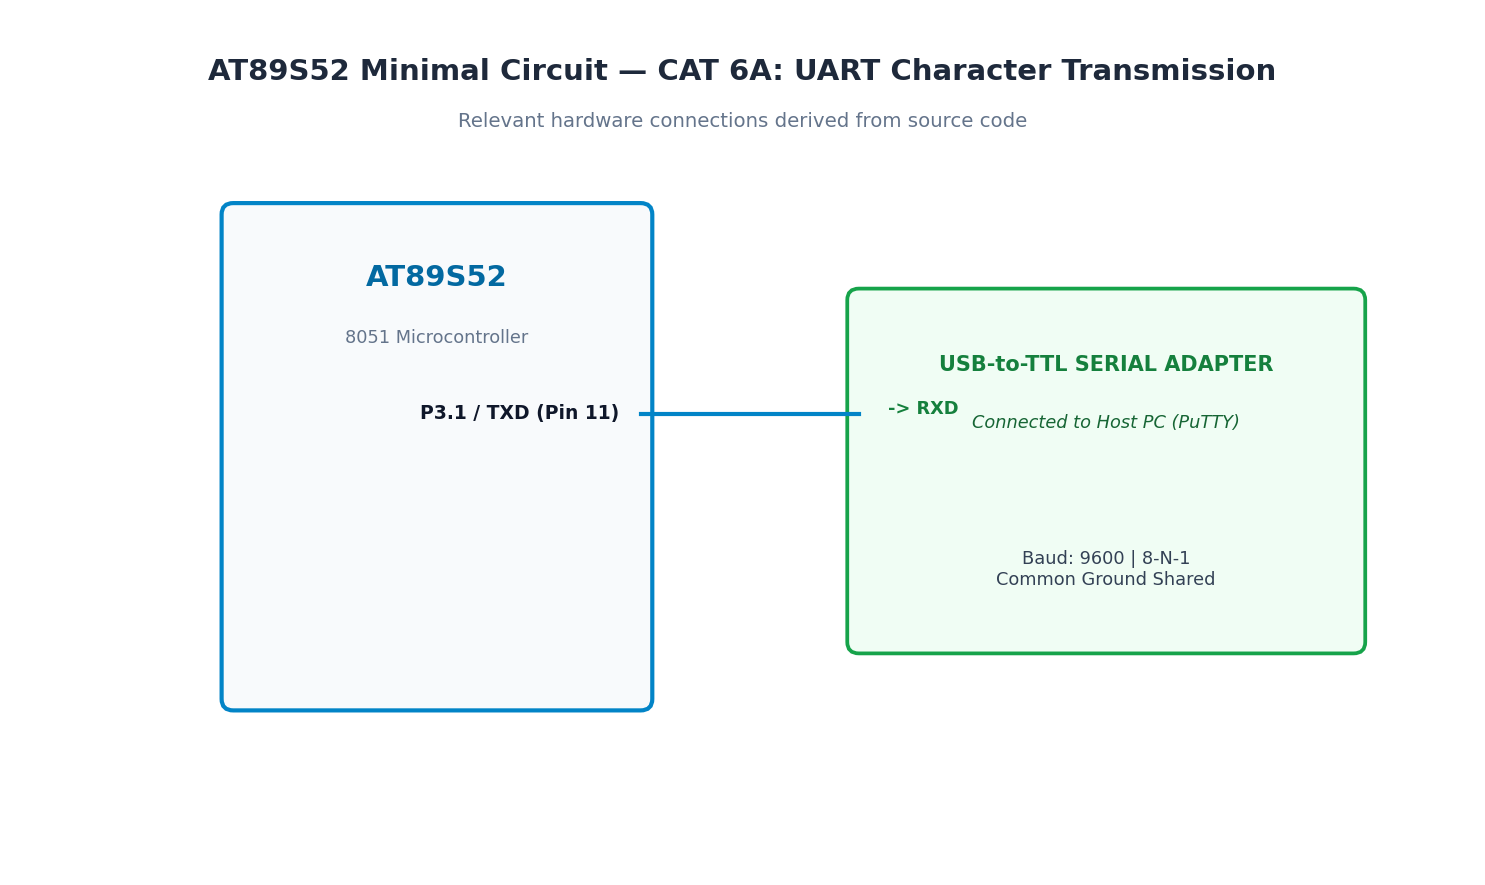 AT89S52 Minimal Circuit — CAT 6A: UART Character Transmission
Relevant hardware connections derived from source code
AT89S52
8051 Microcontroller
P3.1 / TXD (Pin 11)
USB-to-TTL SERIAL ADAPTER
-> RXD
Connected to Host PC (PuTTY)
Baud: 9600 | 8-N-1
Common Ground Shared